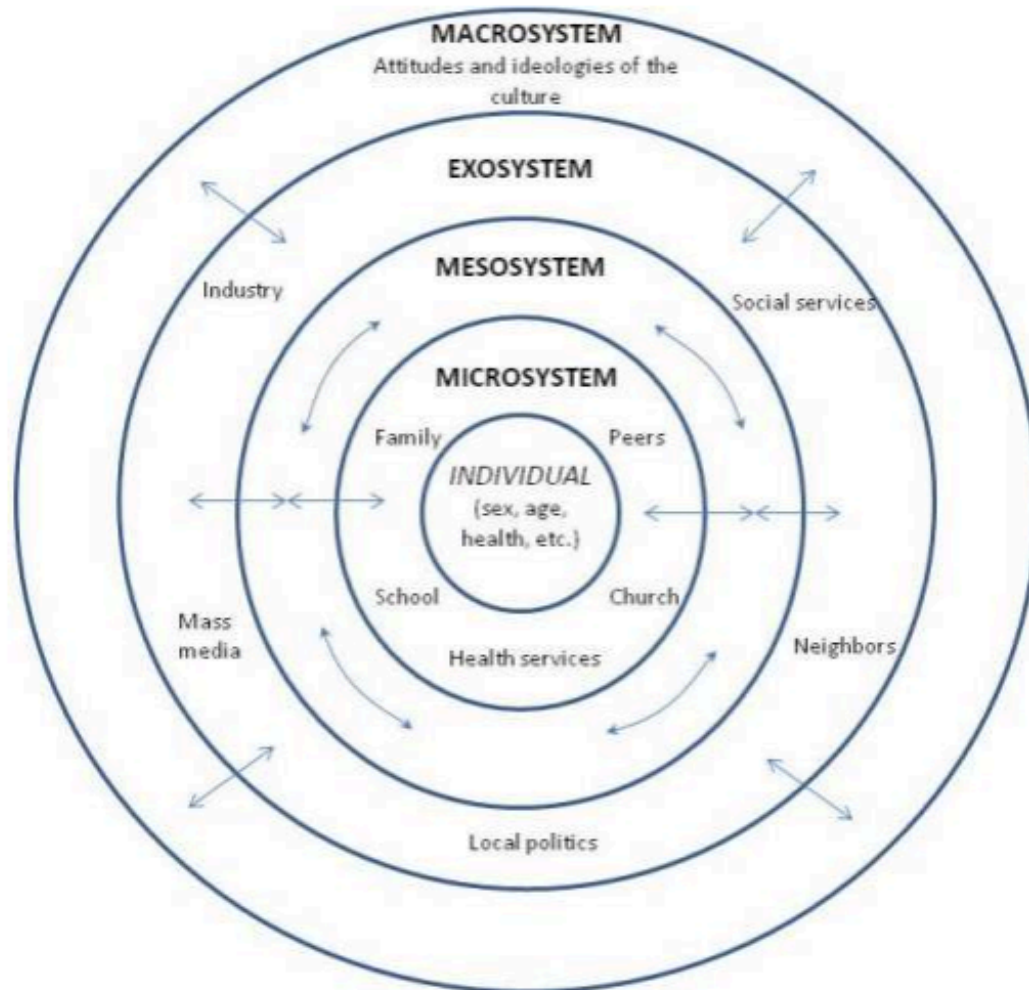 MACROSYSTEM
Attitudes and ideologies of the
culture
EXOSYSTEM
MESOSYSTEM
Industry
Social services
MICROSYSTEM
Family
Peers
INDIVIDUAL
(sex, age,
health, etc.)
School
Church
Mass
media
Health services
Neighbors
Local politics